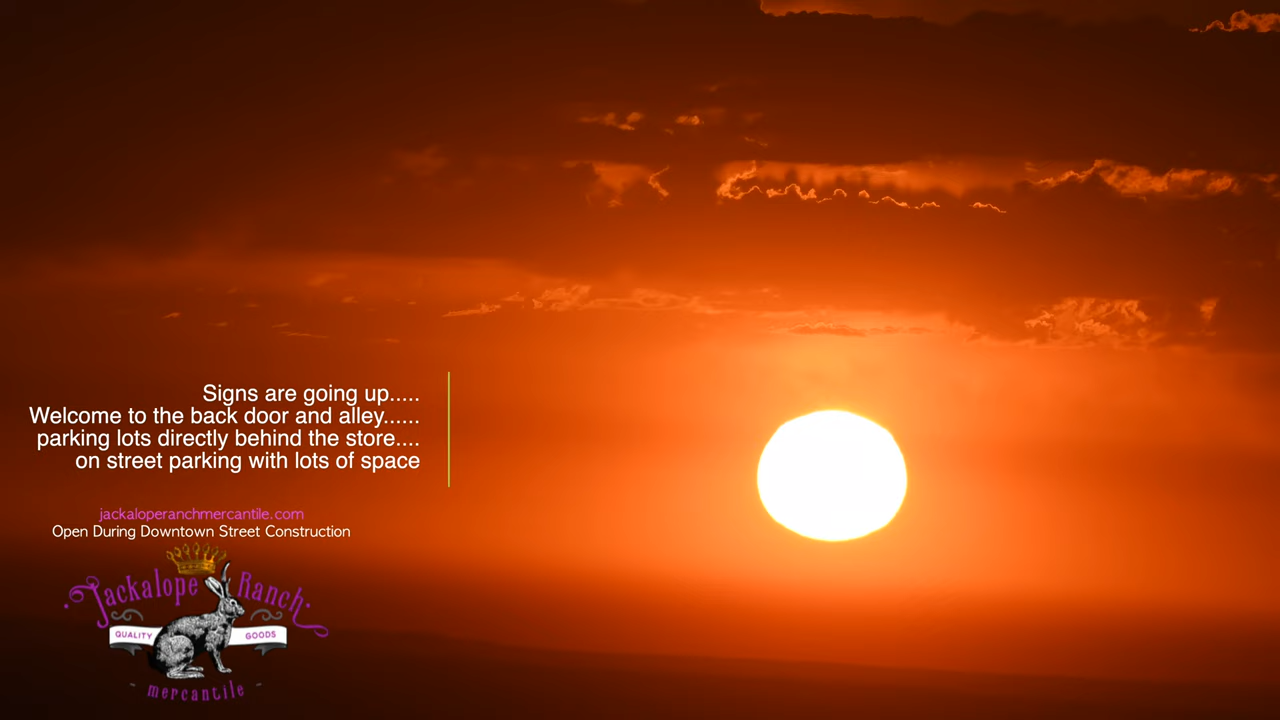 Signs are going up.....
Welcome to the back door and alley......
parking lots directly behind the store....
on street parking with lots of space
jackaloperanchmercantile.com
Open During Downtown Street Construction
Jackalope Ranch
QUALITY GOODS
mercantile